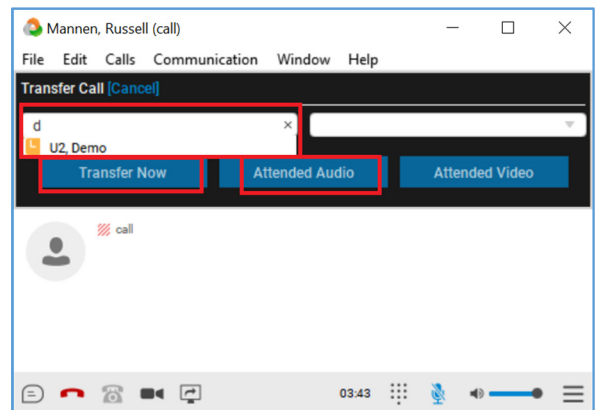 Mannen, Russell (call)
File Edit Calls Communication Window Help
Transfer Call [Cancel]
d
U2, Demo
Transfer Now Attended Audio Attended Video
call
03:43